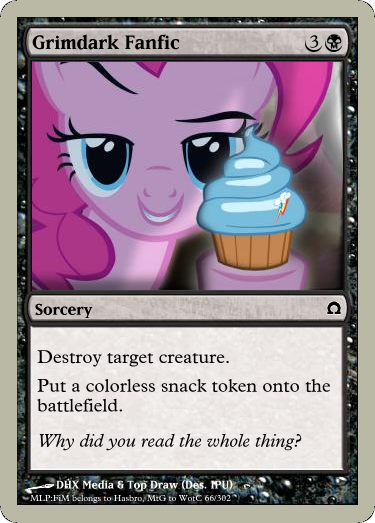 Grimdark Fanfic 3
Sorcery
Destroy target creature.
Put a colorless snack token onto the
battlefield.
Why did you read the whole thing?
DHX Media & Top Draw (Des. IPU)
MLP:FiM belongs to Hasbro, MtG to WotC 66/302